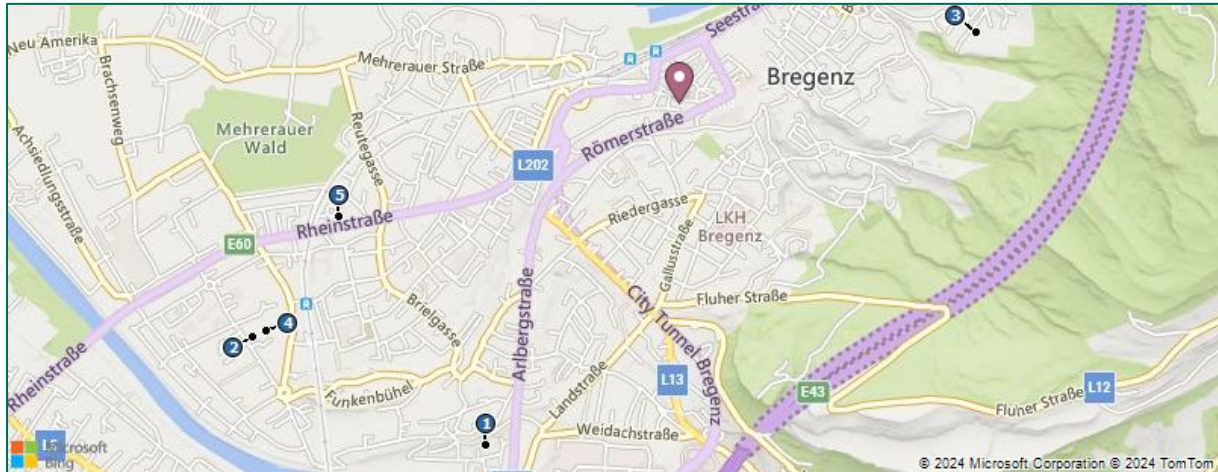 Neu Amerika
Brachsenweg
Achsiedlungsstraße
Mehrerauer
Wald
Mehrerauer Straße
Reutegasse
Seestra
Bregenz
B
3
Römerstraße
L202
5
Rheinstraße
E60
Riedergasse
LKH
Bregenz
Gallusstraße
Fluher Straße
City Tunnel Bregenz
Arlbergstraße
Brielgasse
4
2
Rheinstraße
Funkenbühel
Landstraße
L13
E43
L12
Fluher Straße
1
Weidachstraße
Microsoft
Bing
© 2024 Microsoft Corporation © 2024 TomTom